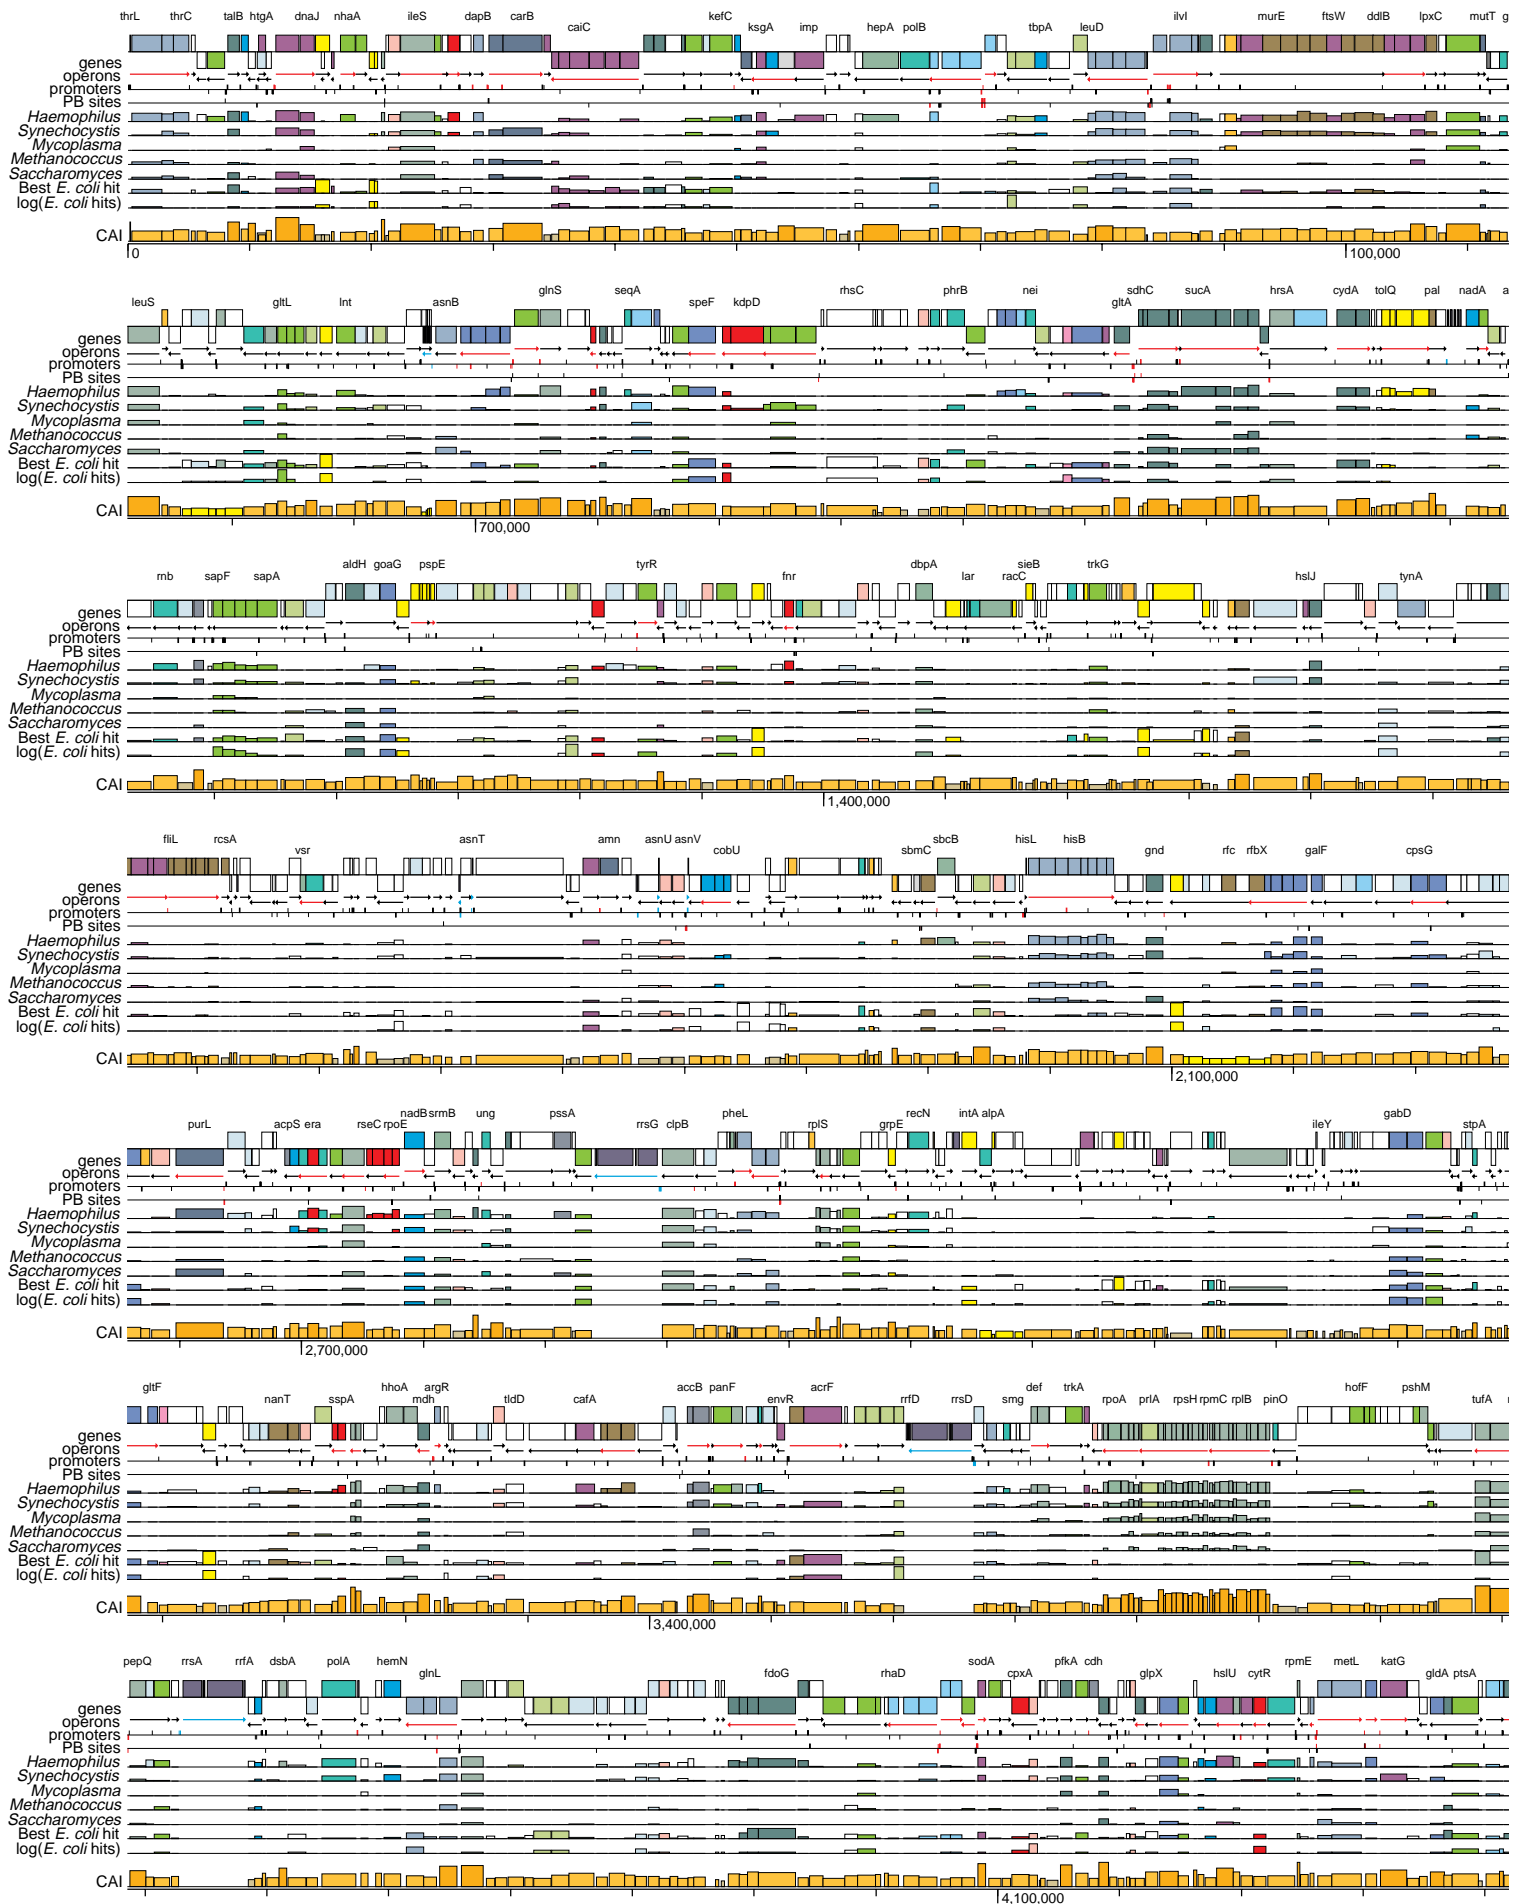 thrL thrC talB htgA dnaJ nhaA ileS dapB carB caiC kefC ksgA imp hepA polB tbpA leuD ilvI murE ftsW ddlB lpxC mutT g
genes
operons
promoters
PB sites
Haemophilus
Synechocystis
Mycoplasma
Methanococcus
Saccharomyces
Best E. coli hit
log(E. coli hits)
CAI
0 100,000
leuS gltL lnt asnB glnS seqA speF kdpD rhsC phrB nei gltA sdhC sucA hrsA cydA tolQ pal nadA a
genes
operons
promoters
PB sites
Haemophilus
Synechocystis
Mycoplasma
Methanococcus
Saccharomyces
Best E. coli hit
log(E. coli hits)
CAI
700,000
rnb sapF sapA aldH goaG pspE tyrR fnr dbpA lar racC sieB trkG hslJ tynA
genes
operons
promoters
PB sites
Haemophilus
Synechocystis
Mycoplasma
Methanococcus
Saccharomyces
Best E. coli hit
log(E. coli hits)
CAI
1,400,000
fliL rcsA vsr asnT amn asnU asnV cobU sbmC sbcB hisL hisB gnd rfc rfbX galF cpsG
genes
operons
promoters
PB sites
Haemophilus
Synechocystis
Mycoplasma
Methanococcus
Saccharomyces
Best E. coli hit
log(E. coli hits)
CAI
2,100,000
purL acpS era rseC rpoE nadB srmB ung pssA rrsG clpB pheL rplS grpE recN intA alpA ileY gabD stpA
genes
operons
promoters
PB sites
Haemophilus
Synechocystis
Mycoplasma
Methanococcus
Saccharomyces
Best E. coli hit
log(E. coli hits)
CAI
2,700,000
gltF nanT sspA hhoA mdh argR tldD cafA accB panF envR acrF rrfD rrsD smg def trkA rpoA prlA rpsH rpmC rplB pinO hofF pshM tufA
genes
operons
promoters
PB sites
Haemophilus
Synechocystis
Mycoplasma
Methanococcus
Saccharomyces
Best E. coli hit
log(E. coli hits)
CAI
3,400,000
pepQ rrsA rrfA dsbA polA hemN glnL fdoG rhaD sodA cpxA pfkA cdh glpX hslU cytR rpmE metL katG gldA ptsA
genes
operons
promoters
PB sites
Haemophilus
Synechocystis
Mycoplasma
Methanococcus
Saccharomyces
Best E. coli hit
log(E. coli hits)
CAI
4,100,000